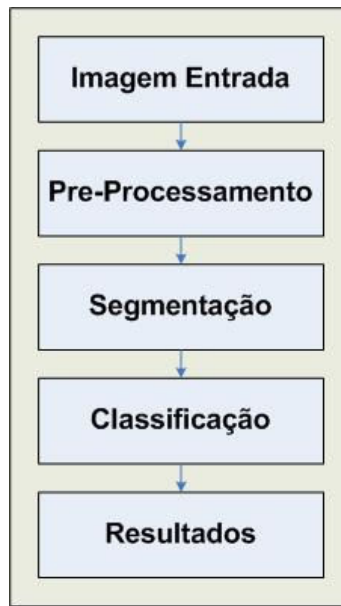 Imagem Entrada
Pre-Processamento
Segmentação
Classificação
Resultados